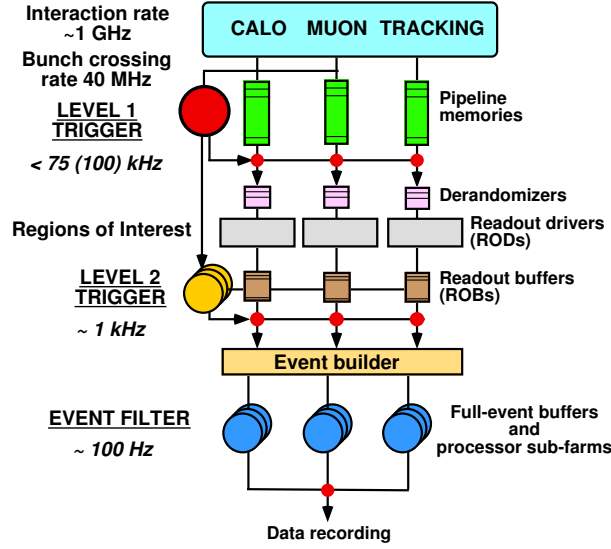 Interaction rate
~1 GHz
CALO MUON TRACKING
Bunch crossing
rate 40 MHz
LEVEL 1
TRIGGER
< 75 (100) kHz
Pipeline
memories
Derandomizers
Regions of Interest
Readout drivers
(RODs)
LEVEL 2
TRIGGER
~ 1 kHz
Readout buffers
(ROBs)
Event builder
EVENT FILTER
~ 100 Hz
Full-event buffers
and
processor sub-farms
Data recording